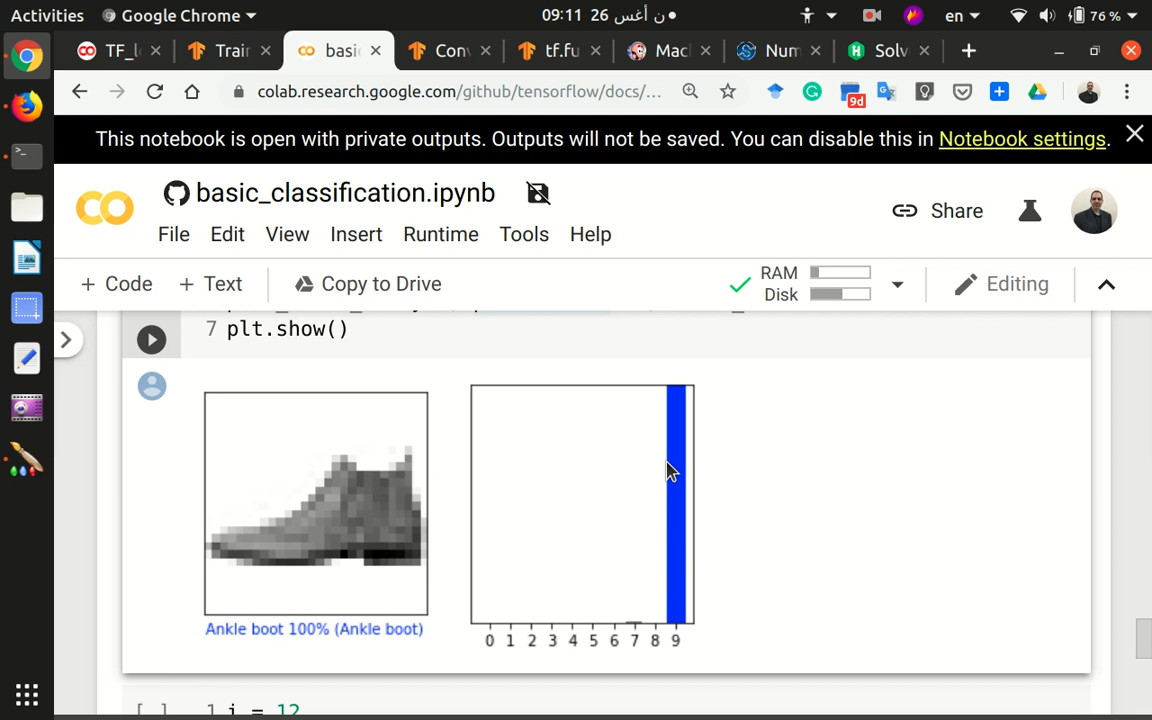 Activities Google Chrome 09:11 26 ن أغس en 76 %
TF_l Trair basi Conv tf.fu Mac Num Solv
colab.research.google.com/github/tensorflow/docs/... 9d
This notebook is open with private outputs. Outputs will not be saved. You can disable this in Notebook settings.
basic_classification.ipynb
Share
File Edit View Insert Runtime Tools Help
+ Code + Text Copy to Drive RAM Disk Editing
7 plt.show()
Ankle boot 100% (Ankle boot)
0 1 2 3 4 5 6 7 8 9
[ ] 1 i = 12